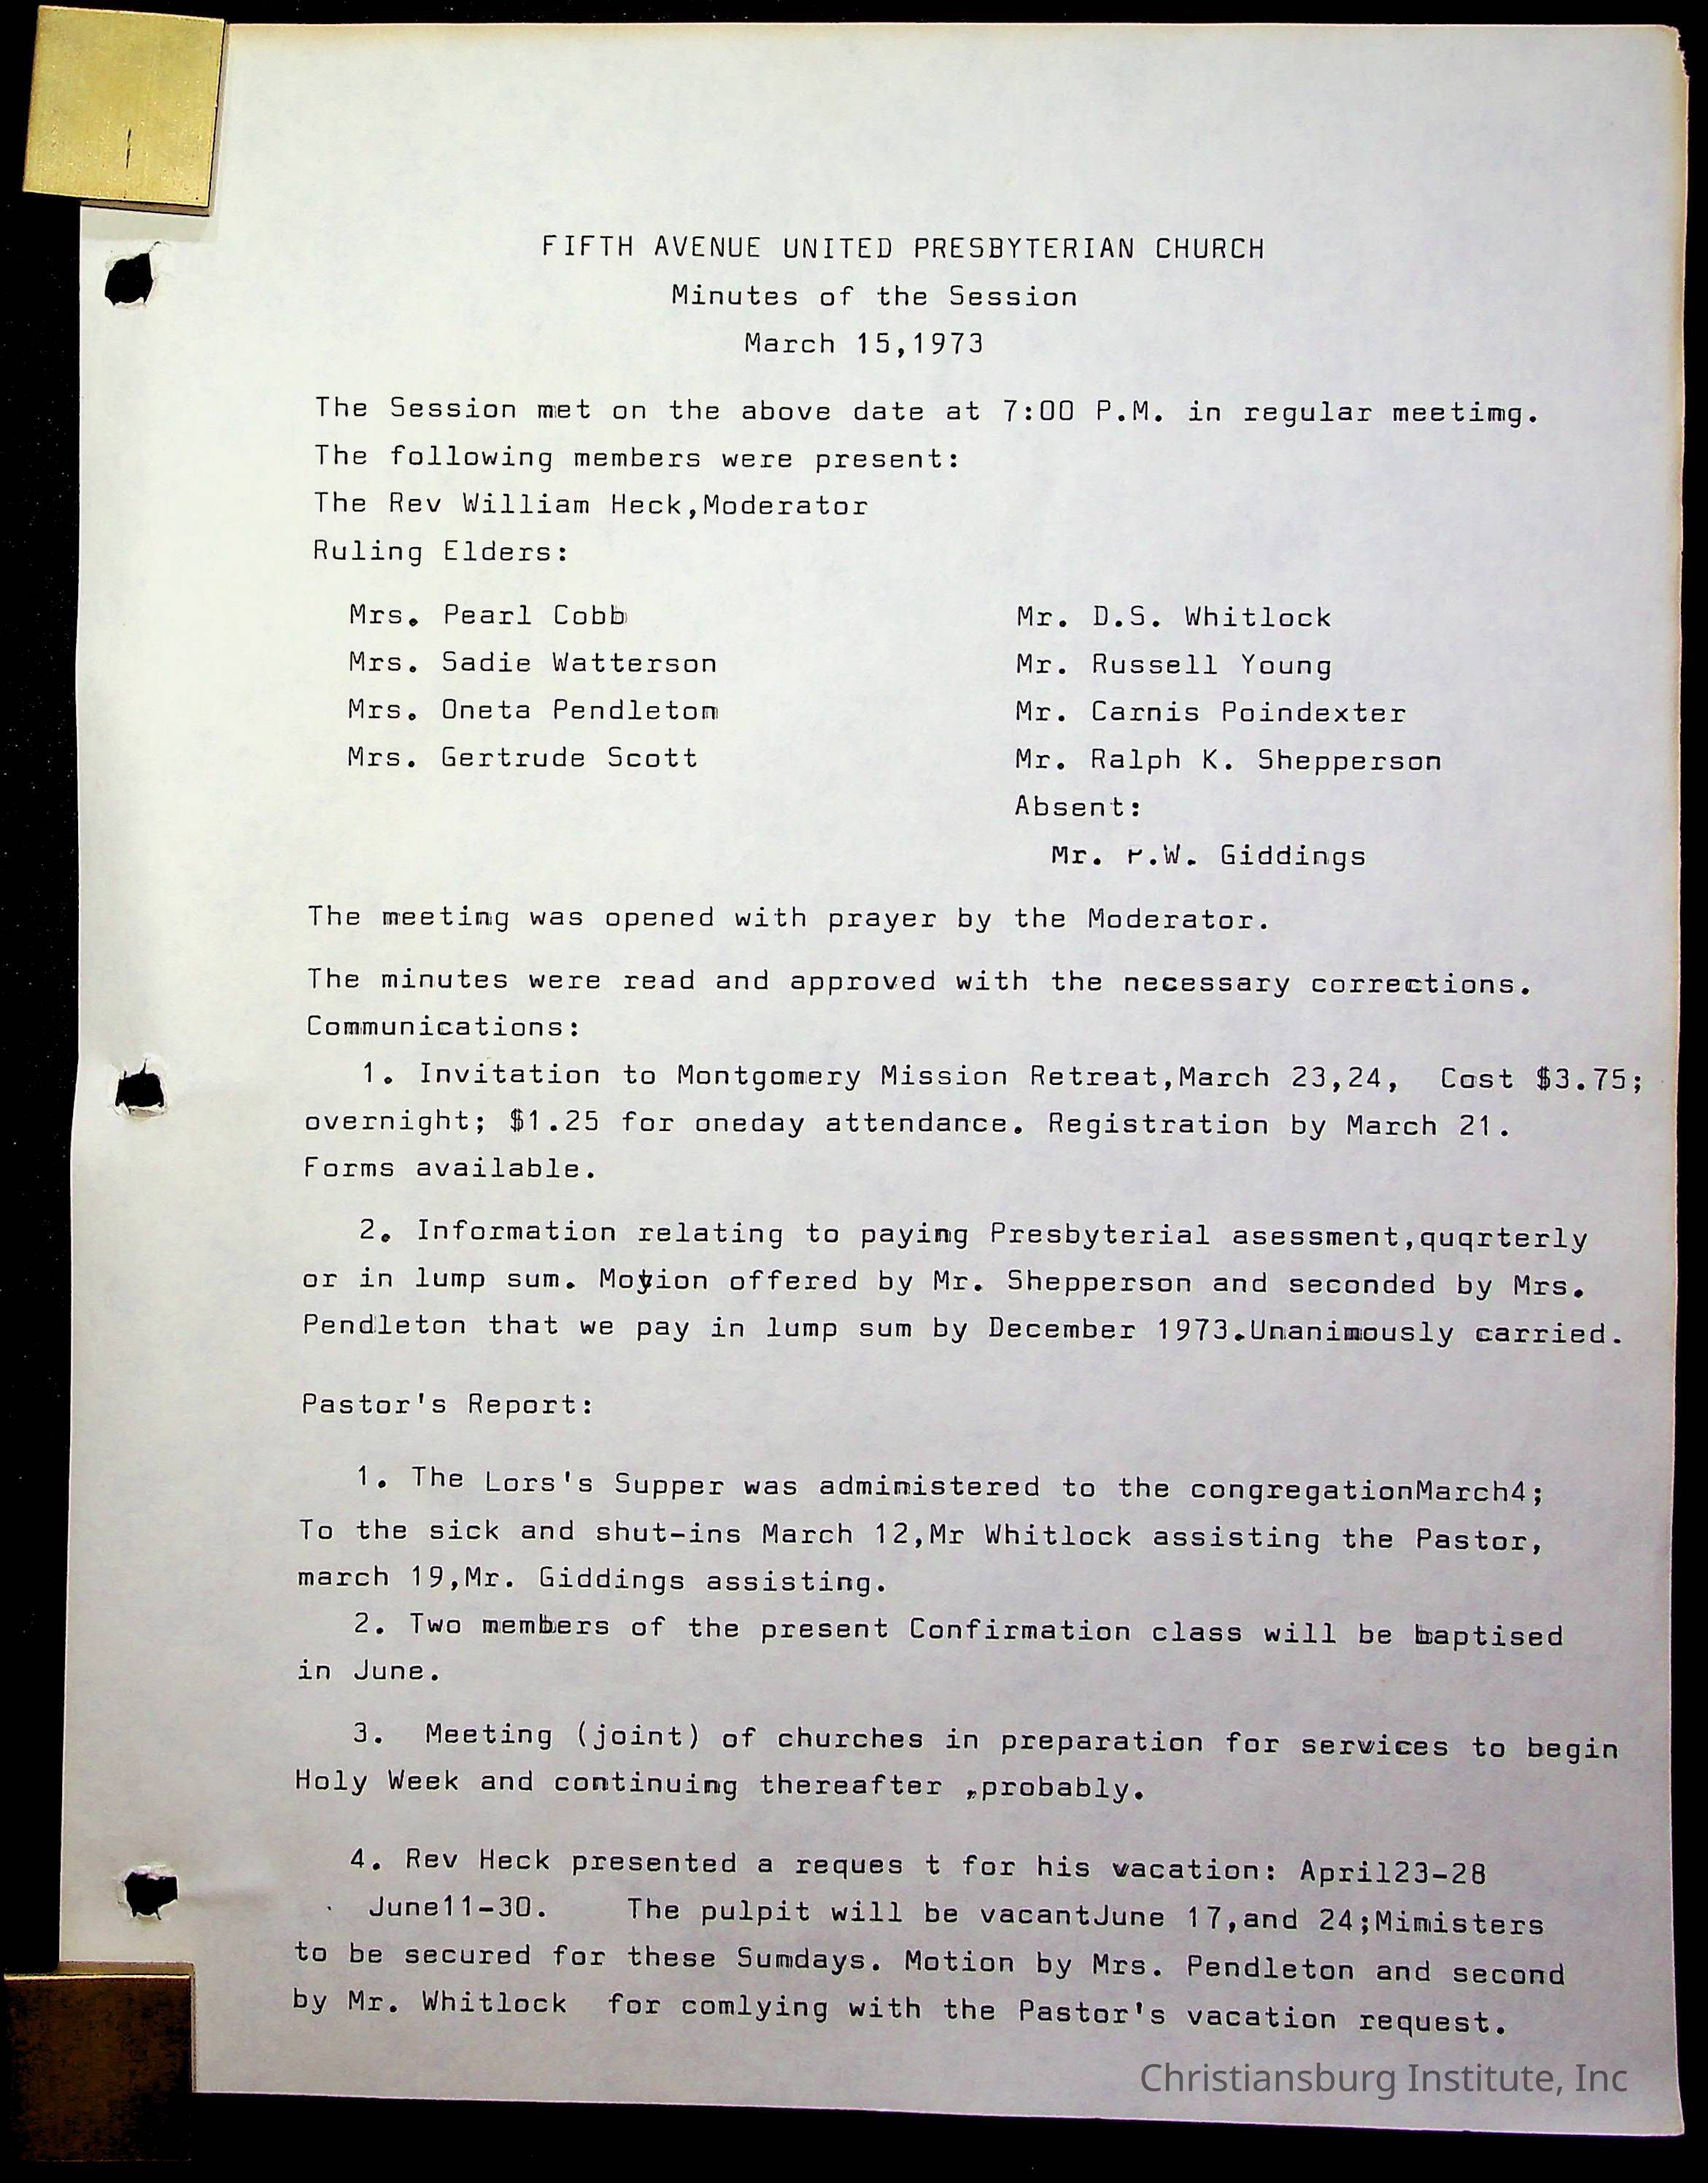 FIFTH AVENUE UNITED PRESBYTERIAN CHURCH
Minutes of the Session
March 15,1973
The Session met on the above date at 7:00 P.M. in regular meetimg.
The following members were present:
The Rev William Heck,Moderator
Ruling Elders:
Mrs. Pearl Cobb Mr. D.S. Whitlock
Mrs. Sadie Watterson Mr. Russell Young
Mrs. Oneta Pendleton Mr. Carnis Poindexter
Mrs. Gertrude Scott Mr. Ralph K. Shepperson
Absent:
Mr. P.W. Giddings
The meeting was opened with prayer by the Moderator.
The minutes were read and approved with the necessary corrections.
Communications:
1. Invitation to Montgomery Mission Retreat,March 23,24, Cost $3.75;
overnight; $1.25 for oneday attendance. Registration by March 21.
Forms available.
2. Information relating to paying Presbyterial asessment,quqrterly
or in lump sum. Motion offered by Mr. Shepperson and seconded by Mrs.
Pendleton that we pay in lump sum by December 1973.Unanimously carried.
Pastor's Report:
1. The Lors's Supper was administered to the congregationMarch4;
To the sick and shut-ins March 12,Mr Whitlock assisting the Pastor,
march 19,Mr. Giddings assisting.
2. Two members of the present Confirmation class will be baptised
in June.
3. Meeting (joint) of churches in preparation for services to begin
Holy Week and continuing thereafter ,probably.
4. Rev Heck presented a reques t for his vacation: April23-28
June11-30. The pulpit will be vacantJune 17,and 24;Mimisters
to be secured for these Sumdays. Motion by Mrs. Pendleton and second
by Mr. Whitlock for comlying with the Pastor's vacation request.
Christiansburg Institute, Inc